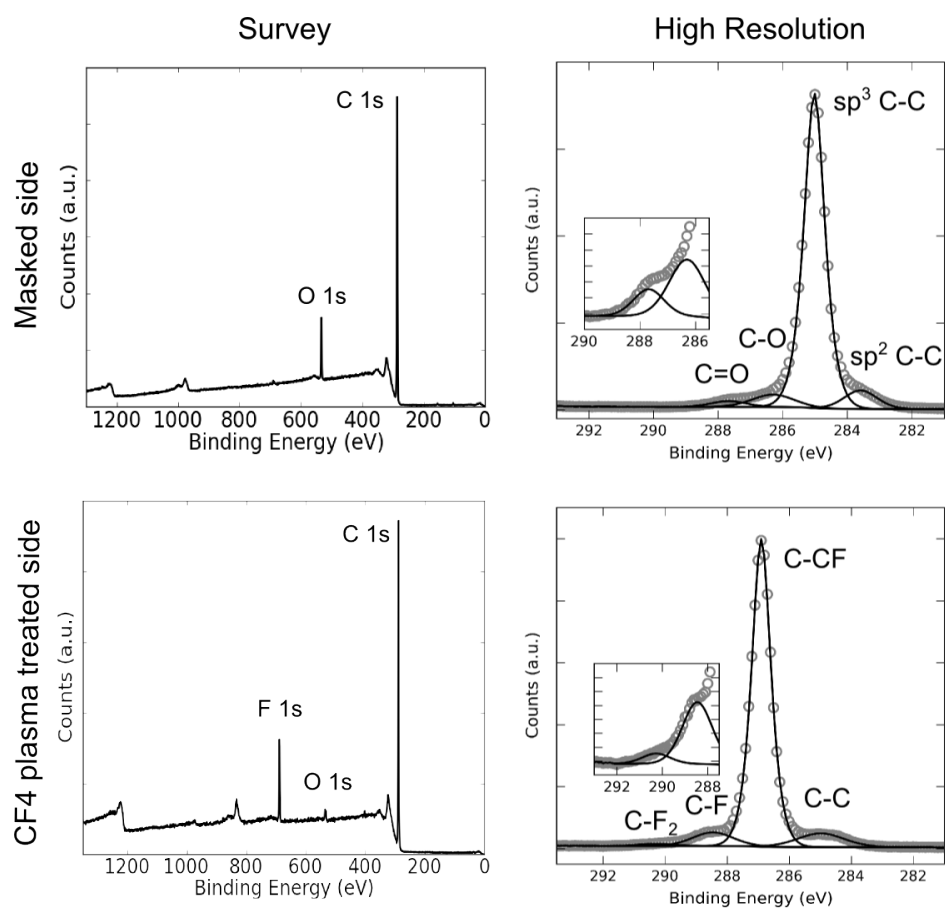 Survey
High Resolution
Masked side
Counts (a.u.)
C 1s
O 1s
1200 1000 800 600 400 200 0
Binding Energy (eV)
Counts (a.u.)
sp³ C-C
C-O
C=O
sp² C-C
290 288 286
292 290 288 286 284 282
Binding Energy (eV)
CF4 plasma treated side
Counts (a.u.)
C 1s
F 1s
O 1s
1200 1000 800 600 400 200 0
Binding Energy (eV)
Counts (a.u.)
C-CF
292 290 288
C-C
C-F
C-F₂
292 290 288 286 284 282
Binding Energy (eV)